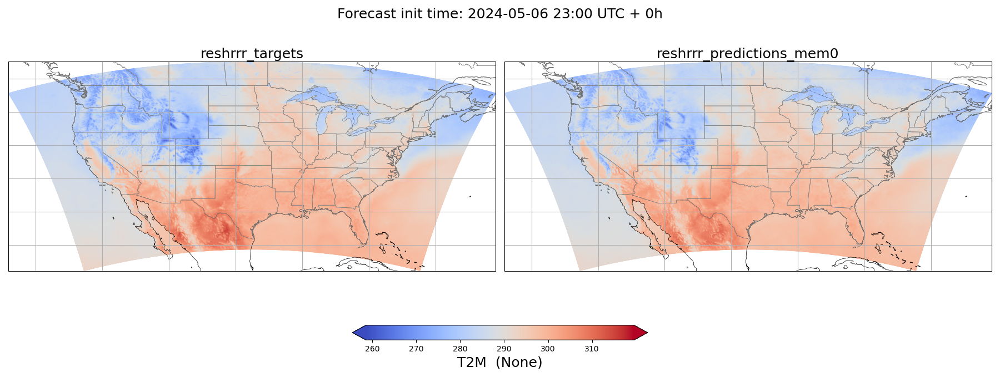 Forecast init time: 2024-05-06 23:00 UTC + 0h
reshrrr_targets
reshrrr_predictions_mem0
260 270 280 290 300 310
T2M (None)